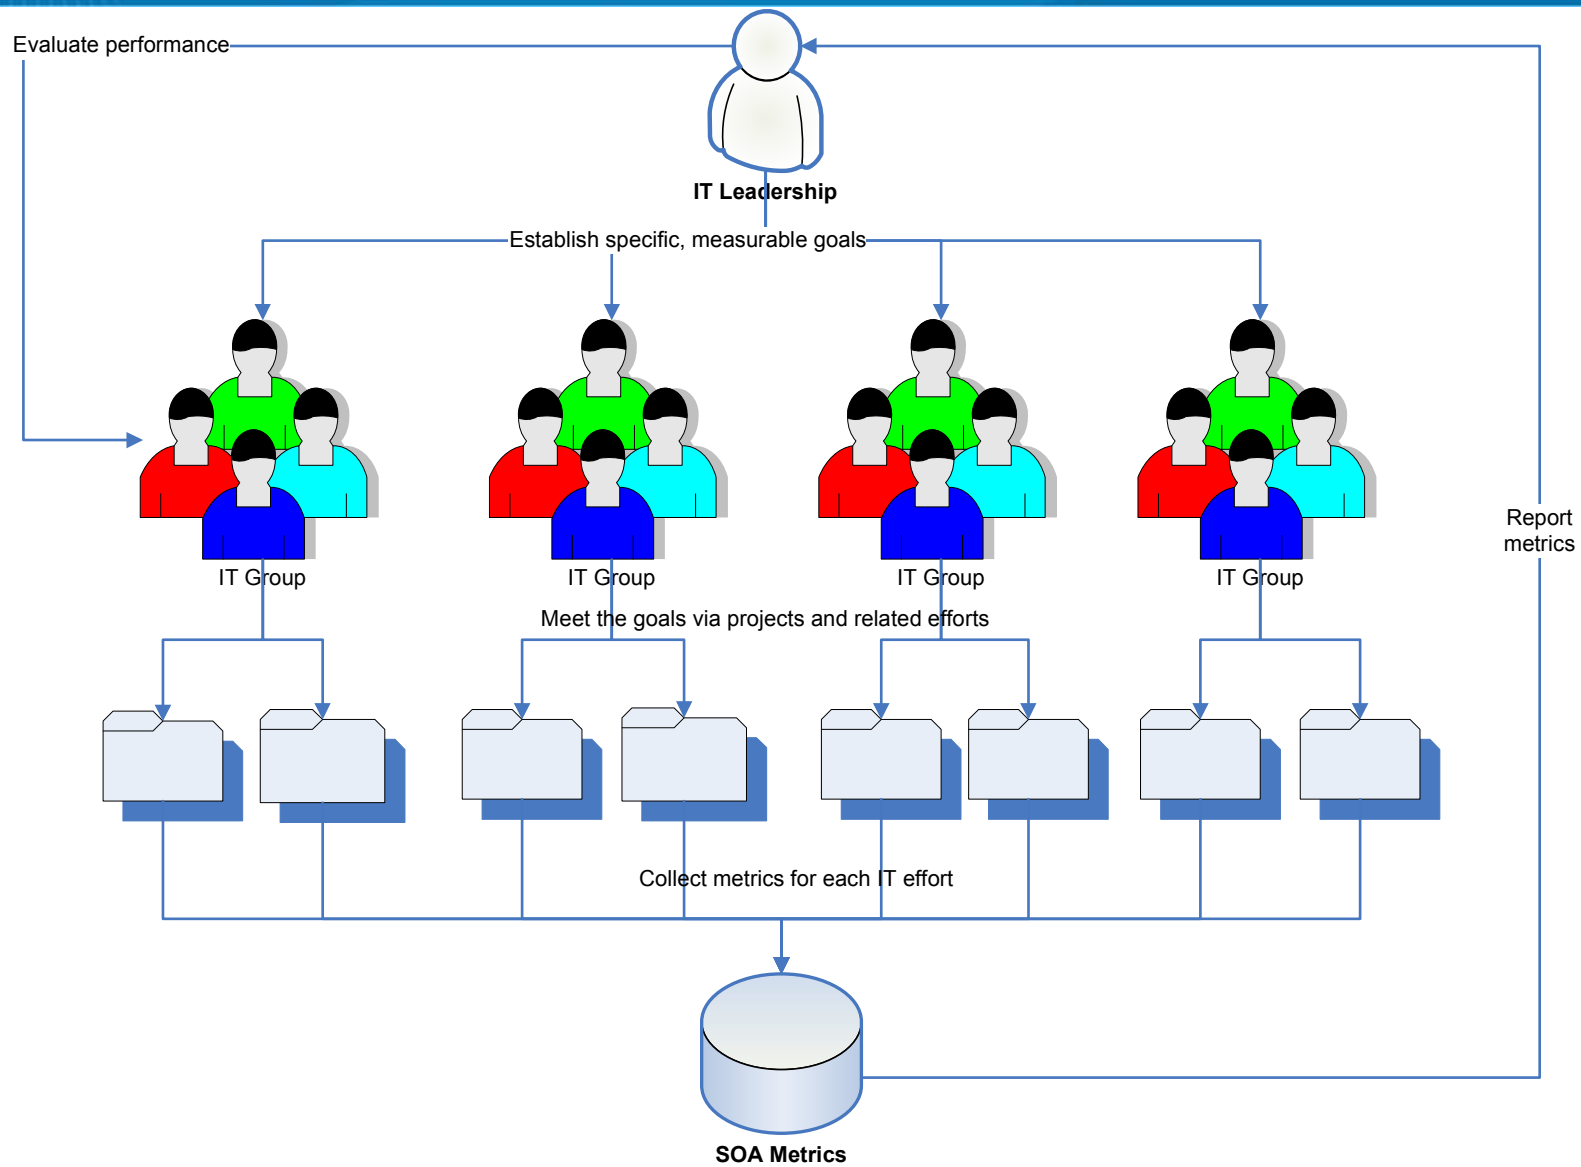 Evaluate performance
IT Leadership
Establish specific, measurable goals
IT Group
IT Group
IT Group
IT Group
Report
metrics
Meet the goals via projects and related efforts
Collect metrics for each IT effort
SOA Metrics